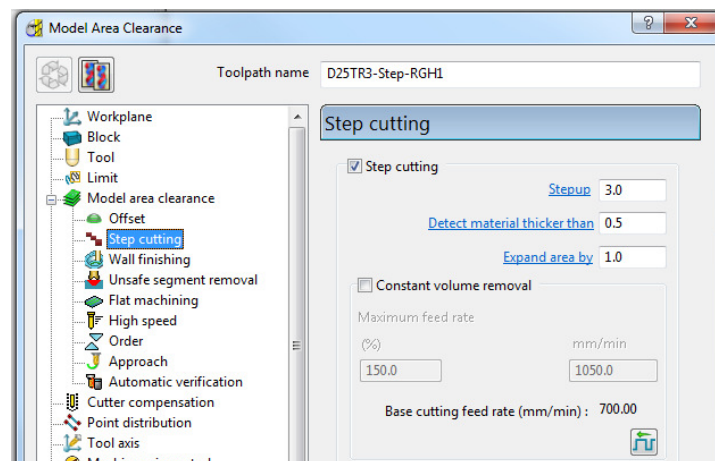 Model Area Clearance
Toolpath name D25TR3-Step-RGH1
Workplane
Block
Tool
Limit
Model area clearance
Offset
Step cutting
Wall finishing
Unsafe segment removal
Flat machining
High speed
Order
Approach
Automatic verification
Cutter compensation
Point distribution
Tool axis
Step cutting
Step cutting
Stepup 3.0
Detect material thicker than 0.5
Expand area by 1.0
Constant volume removal
Maximum feed rate
(%) mm/min
150.0 1050.0
Base cutting feed rate (mm/min) : 700.00